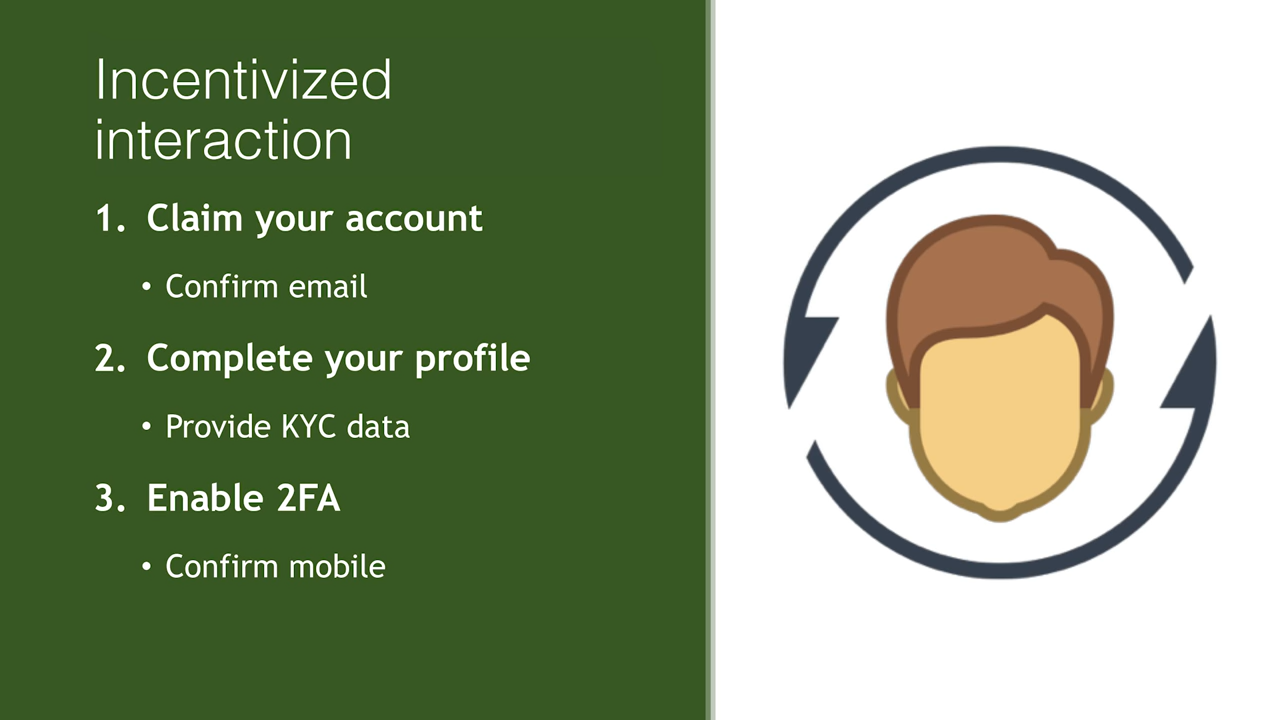 Incentivized
interaction
1. Claim your account
• Confirm email
2. Complete your profile
• Provide KYC data
3. Enable 2FA
• Confirm mobile